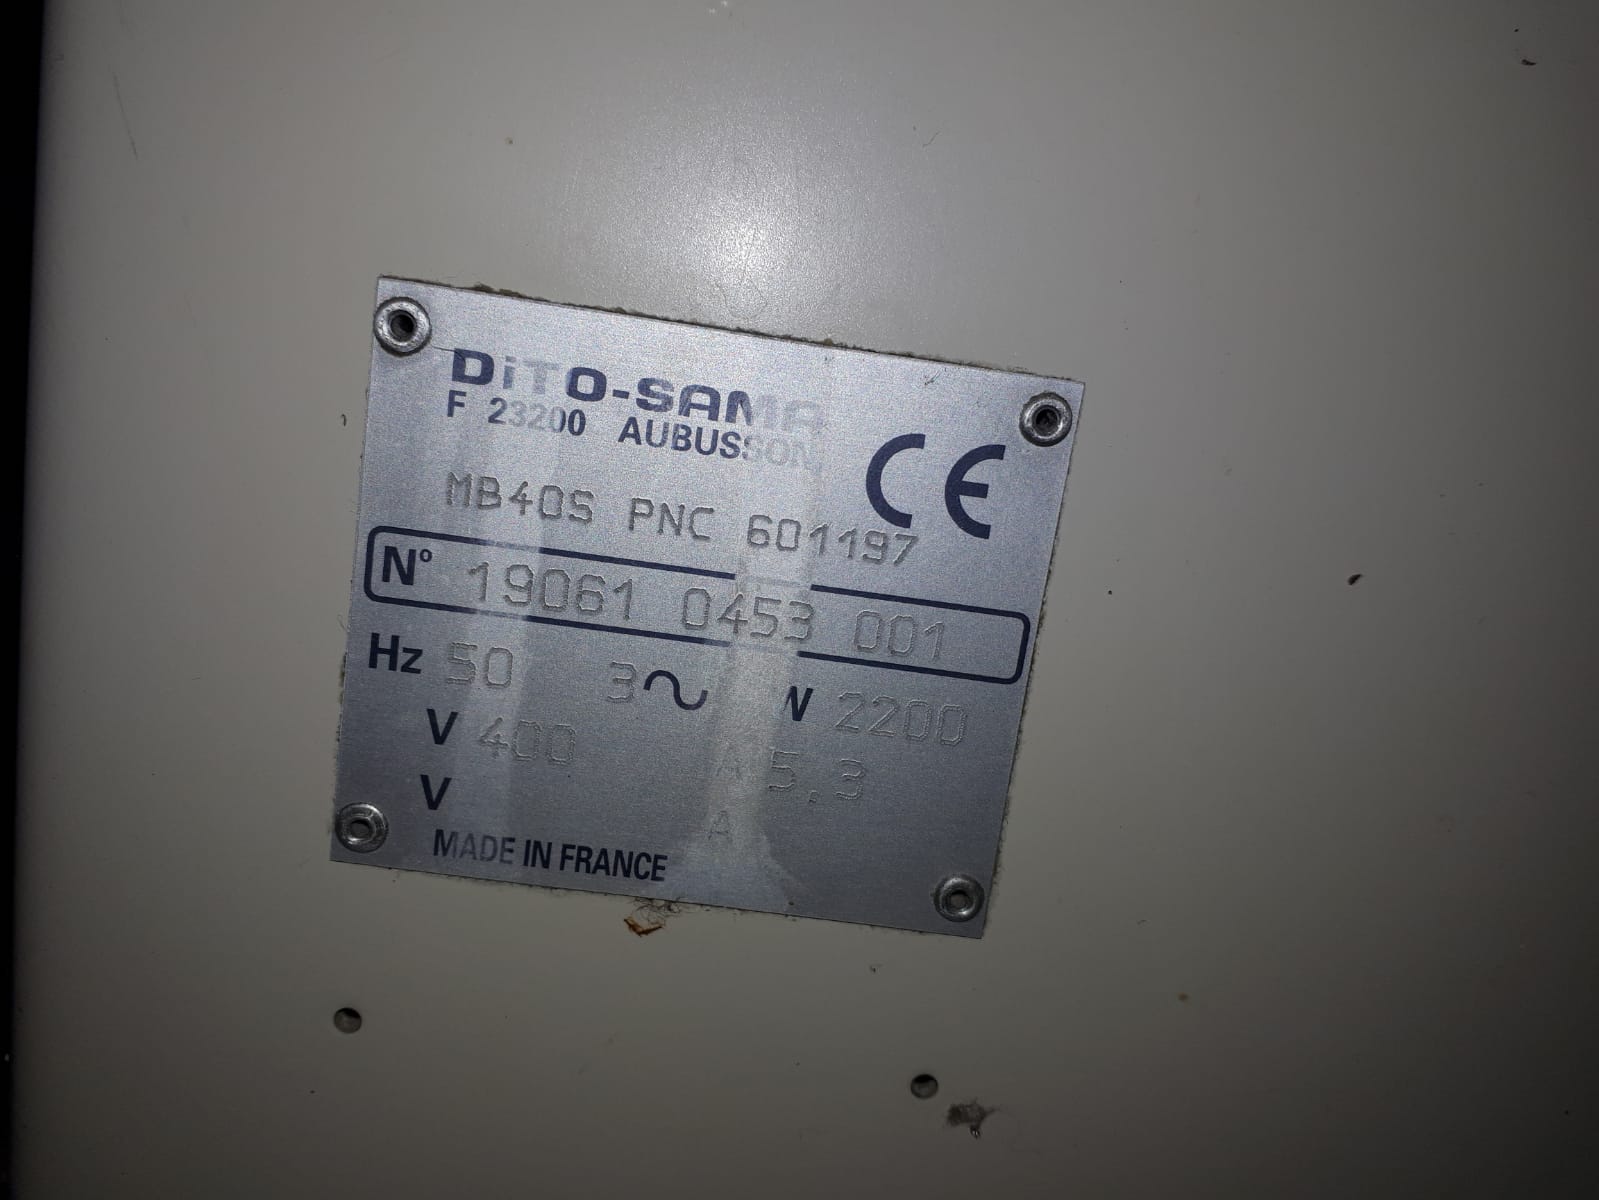 DiTO-SAMA
F 23200 AUBUSSON
CE
MB40S PNC 601197
N° 19061 0453 001
Hz 50 3~ W 2200
V 400 A 5,3
V A
MADE IN FRANCE